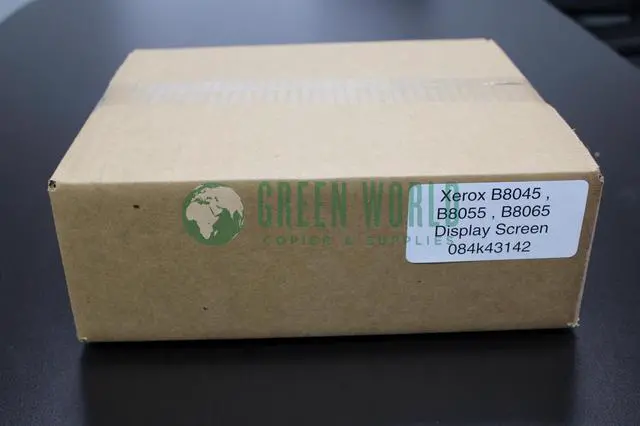 GREEN WORLD
COPIER & SUPPLIES
Xerox B8045 ,
B8055 , B8065
Display Screen
084k43142